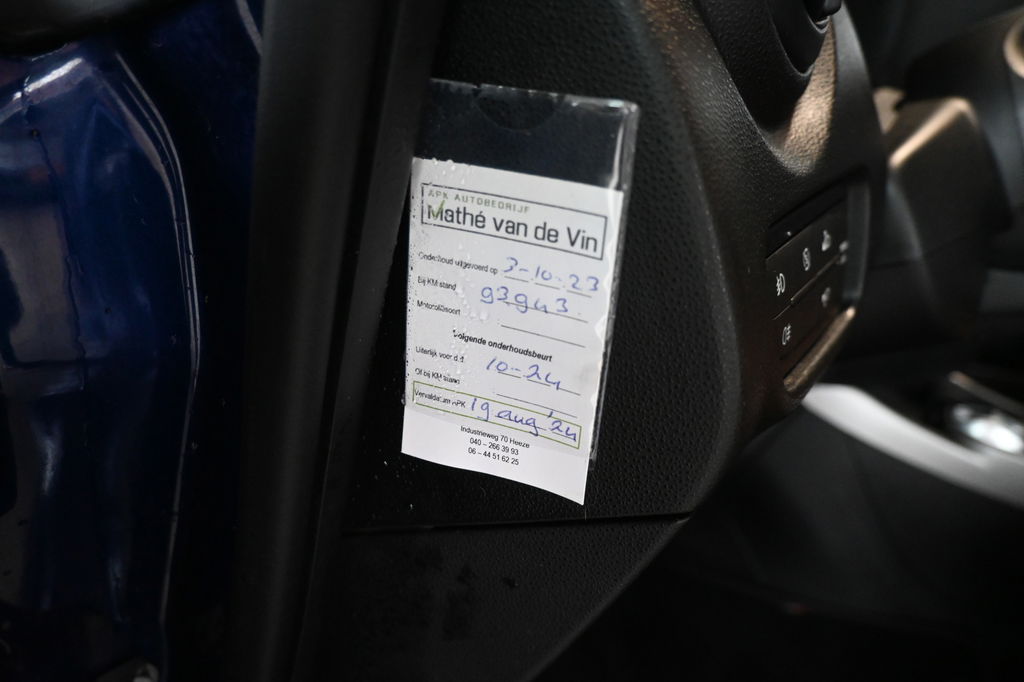 APK AUTOBEDRIJF
Mathé van de Vin
Onderhoud uitgevoerd op 3-10-23
Bij KM stand 93943
Motoroliesoort
Volgende onderhoudsbeurt
Uiterlijk voor d.d. 10-24
Of bij KM stand
Vervaldatum APK 19 aug '24
Industrieweg 70 Heeze
040 – 266 39 93
06 – 44 51 62 25